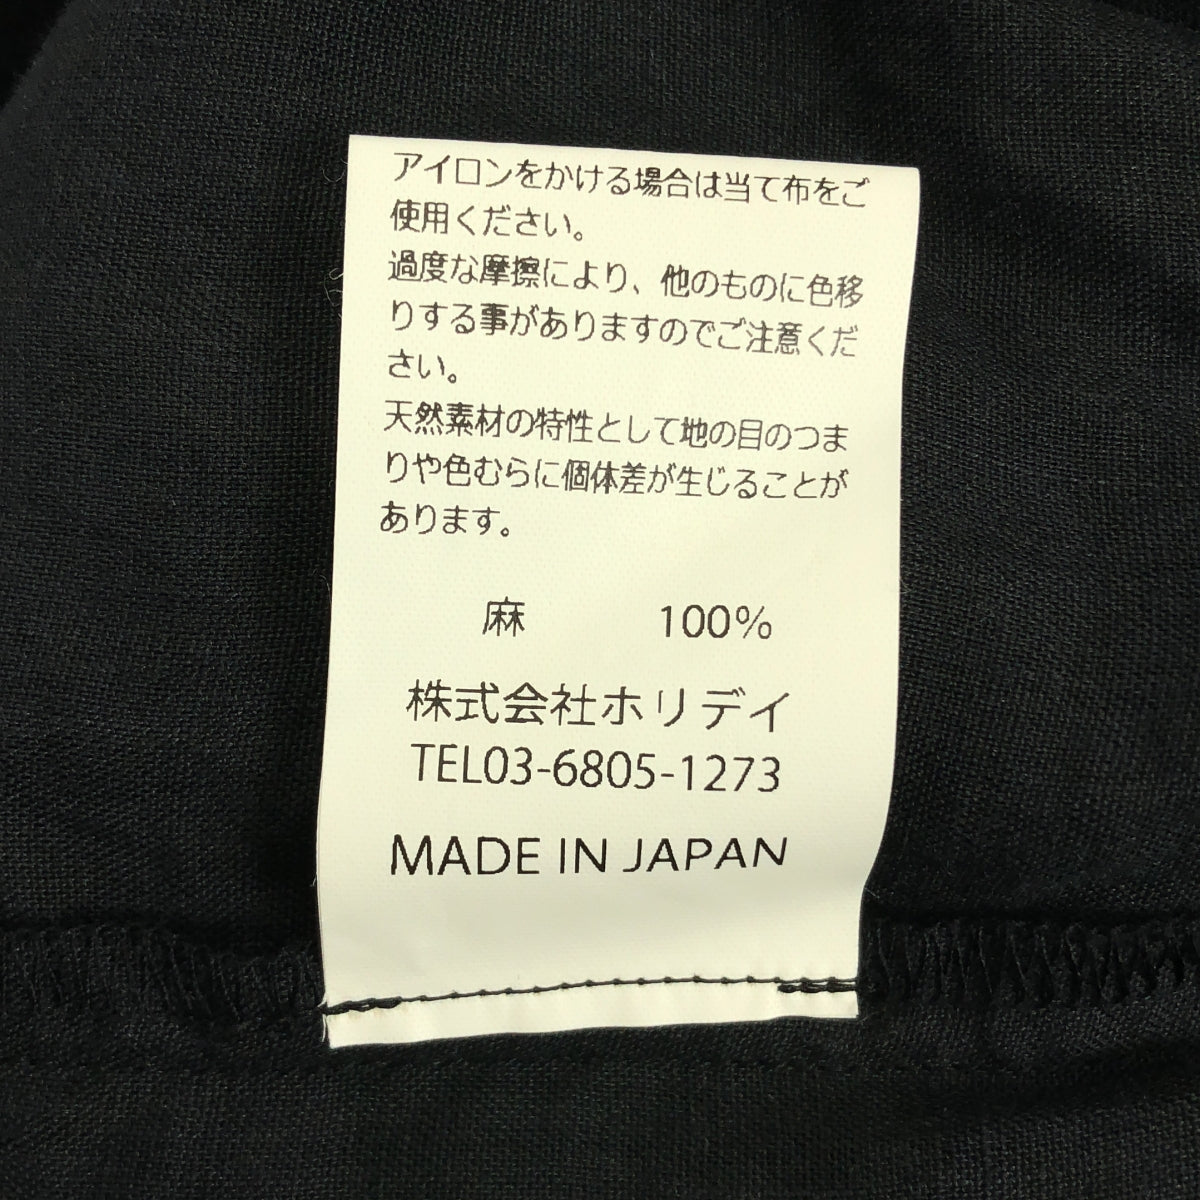 アイロンをかける場合は当て布をご
使用ください。
過度な摩擦により、他のものに色移
りする事がありますのでご注意くだ
さい。
天然素材の特性として地の目のつま
りや色むらに個体差が生じることが
あります。
麻 100%
株式会社ホリデイ
TEL03-6805-1273
MADE IN JAPAN